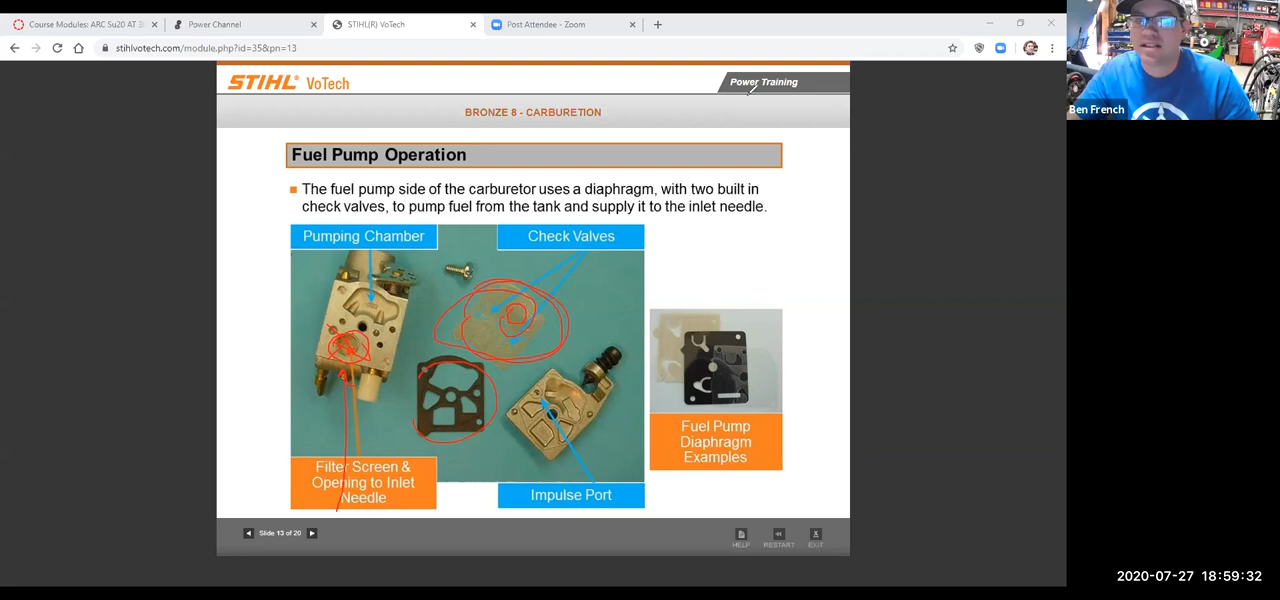 Course Modules: ARC Su20 AT 3
Power Channel
STIHL(R) VoTech
Post Attendee - Zoom
stihlvotech.com/module.php?id=35&pn=13
Ben French
STIHL® VoTech
Power Training
BRONZE 8 - CARBURETION
Fuel Pump Operation
The fuel pump side of the carburetor uses a diaphragm, with two built in
check valves, to pump fuel from the tank and supply it to the inlet needle.
Pumping Chamber
Check Valves
Fuel Pump
Diaphragm
Examples
Filter Screen &
Opening to Inlet
Needle
Impulse Port
Slide 13 of 20
HELP
RESTART
EXIT
2020-07-27 18:59:32